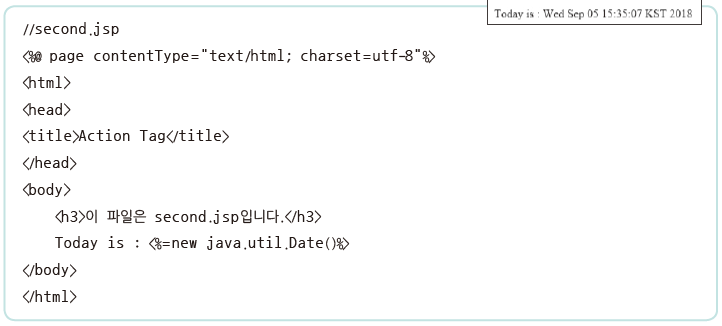 Today is : Wed Sep 05 15:35:07 KST 2018
//second.jsp
<%@ page contentType="text/html; charset=utf-8"%>
<html>
<head>
<title>Action Tag</title>
</head>
<body>
<h3>이 파일은 second.jsp입니다.</h3>
Today is : <%=new java.util.Date()%>
</body>
</html>